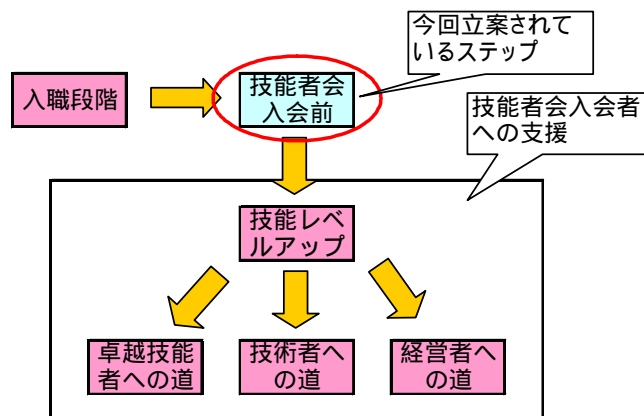 今回立案されて
いるステップ
入職段階
技能者会
入会前
技能者会入会者
への支援
技能レベ
ルアップ
卓越技能
者への道
技術者へ
の道
経営者へ
の道